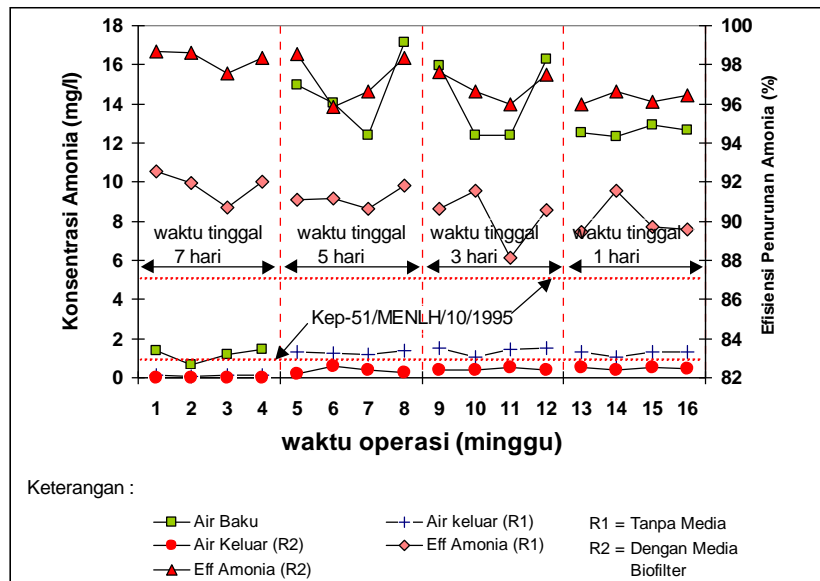 18
16
14
12
10
8
6
4
2
0
Konsentrasi Amonia (mg/l)
100
98
96
94
92
90
88
86
84
82
Efisiensi Penurunan Amonia (%)
waktu tinggal
7 hari
waktu tinggal
5 hari
waktu tinggal
3 hari
waktu tinggal
1 hari
Kep-51/MENLH/10/1995
1 2 3 4 5 6 7 8 9 10 11 12 13 14 15 16
waktu operasi (minggu)
Keterangan :
Air Baku
Air keluar (R1)
R1 = Tanpa Media
Air Keluar (R2)
Eff Amonia (R1)
R2 = Dengan Media
Biofilter
Eff Amonia (R2)